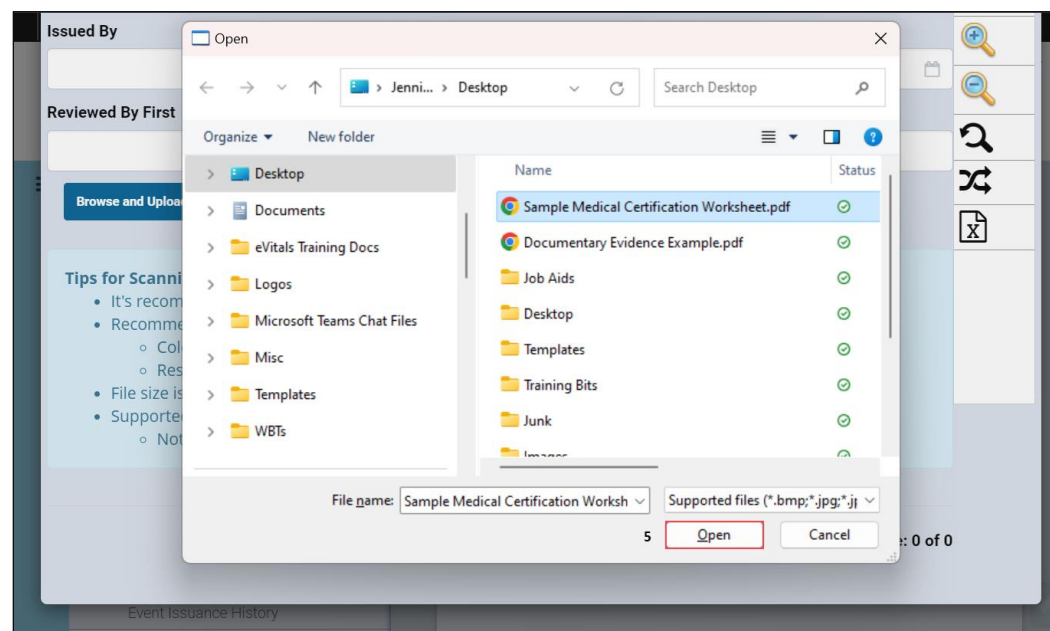 Issued By
Open
Jenni... > Desktop
Search Desktop
Reviewed By First
Organize
New folder
Name
Status
Desktop
Browse and Uploa
Sample Medical Certification Worksheet.pdf
Documents
Documentary Evidence Example.pdf
eVitals Training Docs
Job Aids
Tips for Scanni
Logos
• It's recom
Desktop
• Recomme
Microsoft Teams Chat Files
Templates
Col
Misc
Res
Training Bits
• File size is
Templates
• Supporte
Junk
WBTs
Not
Images
File name:
Sample Medical Certification Worksh
Supported files (*.bmp;*.jpg;*.j
5
Open
Cancel
: 0 of 0
Event Issuance History